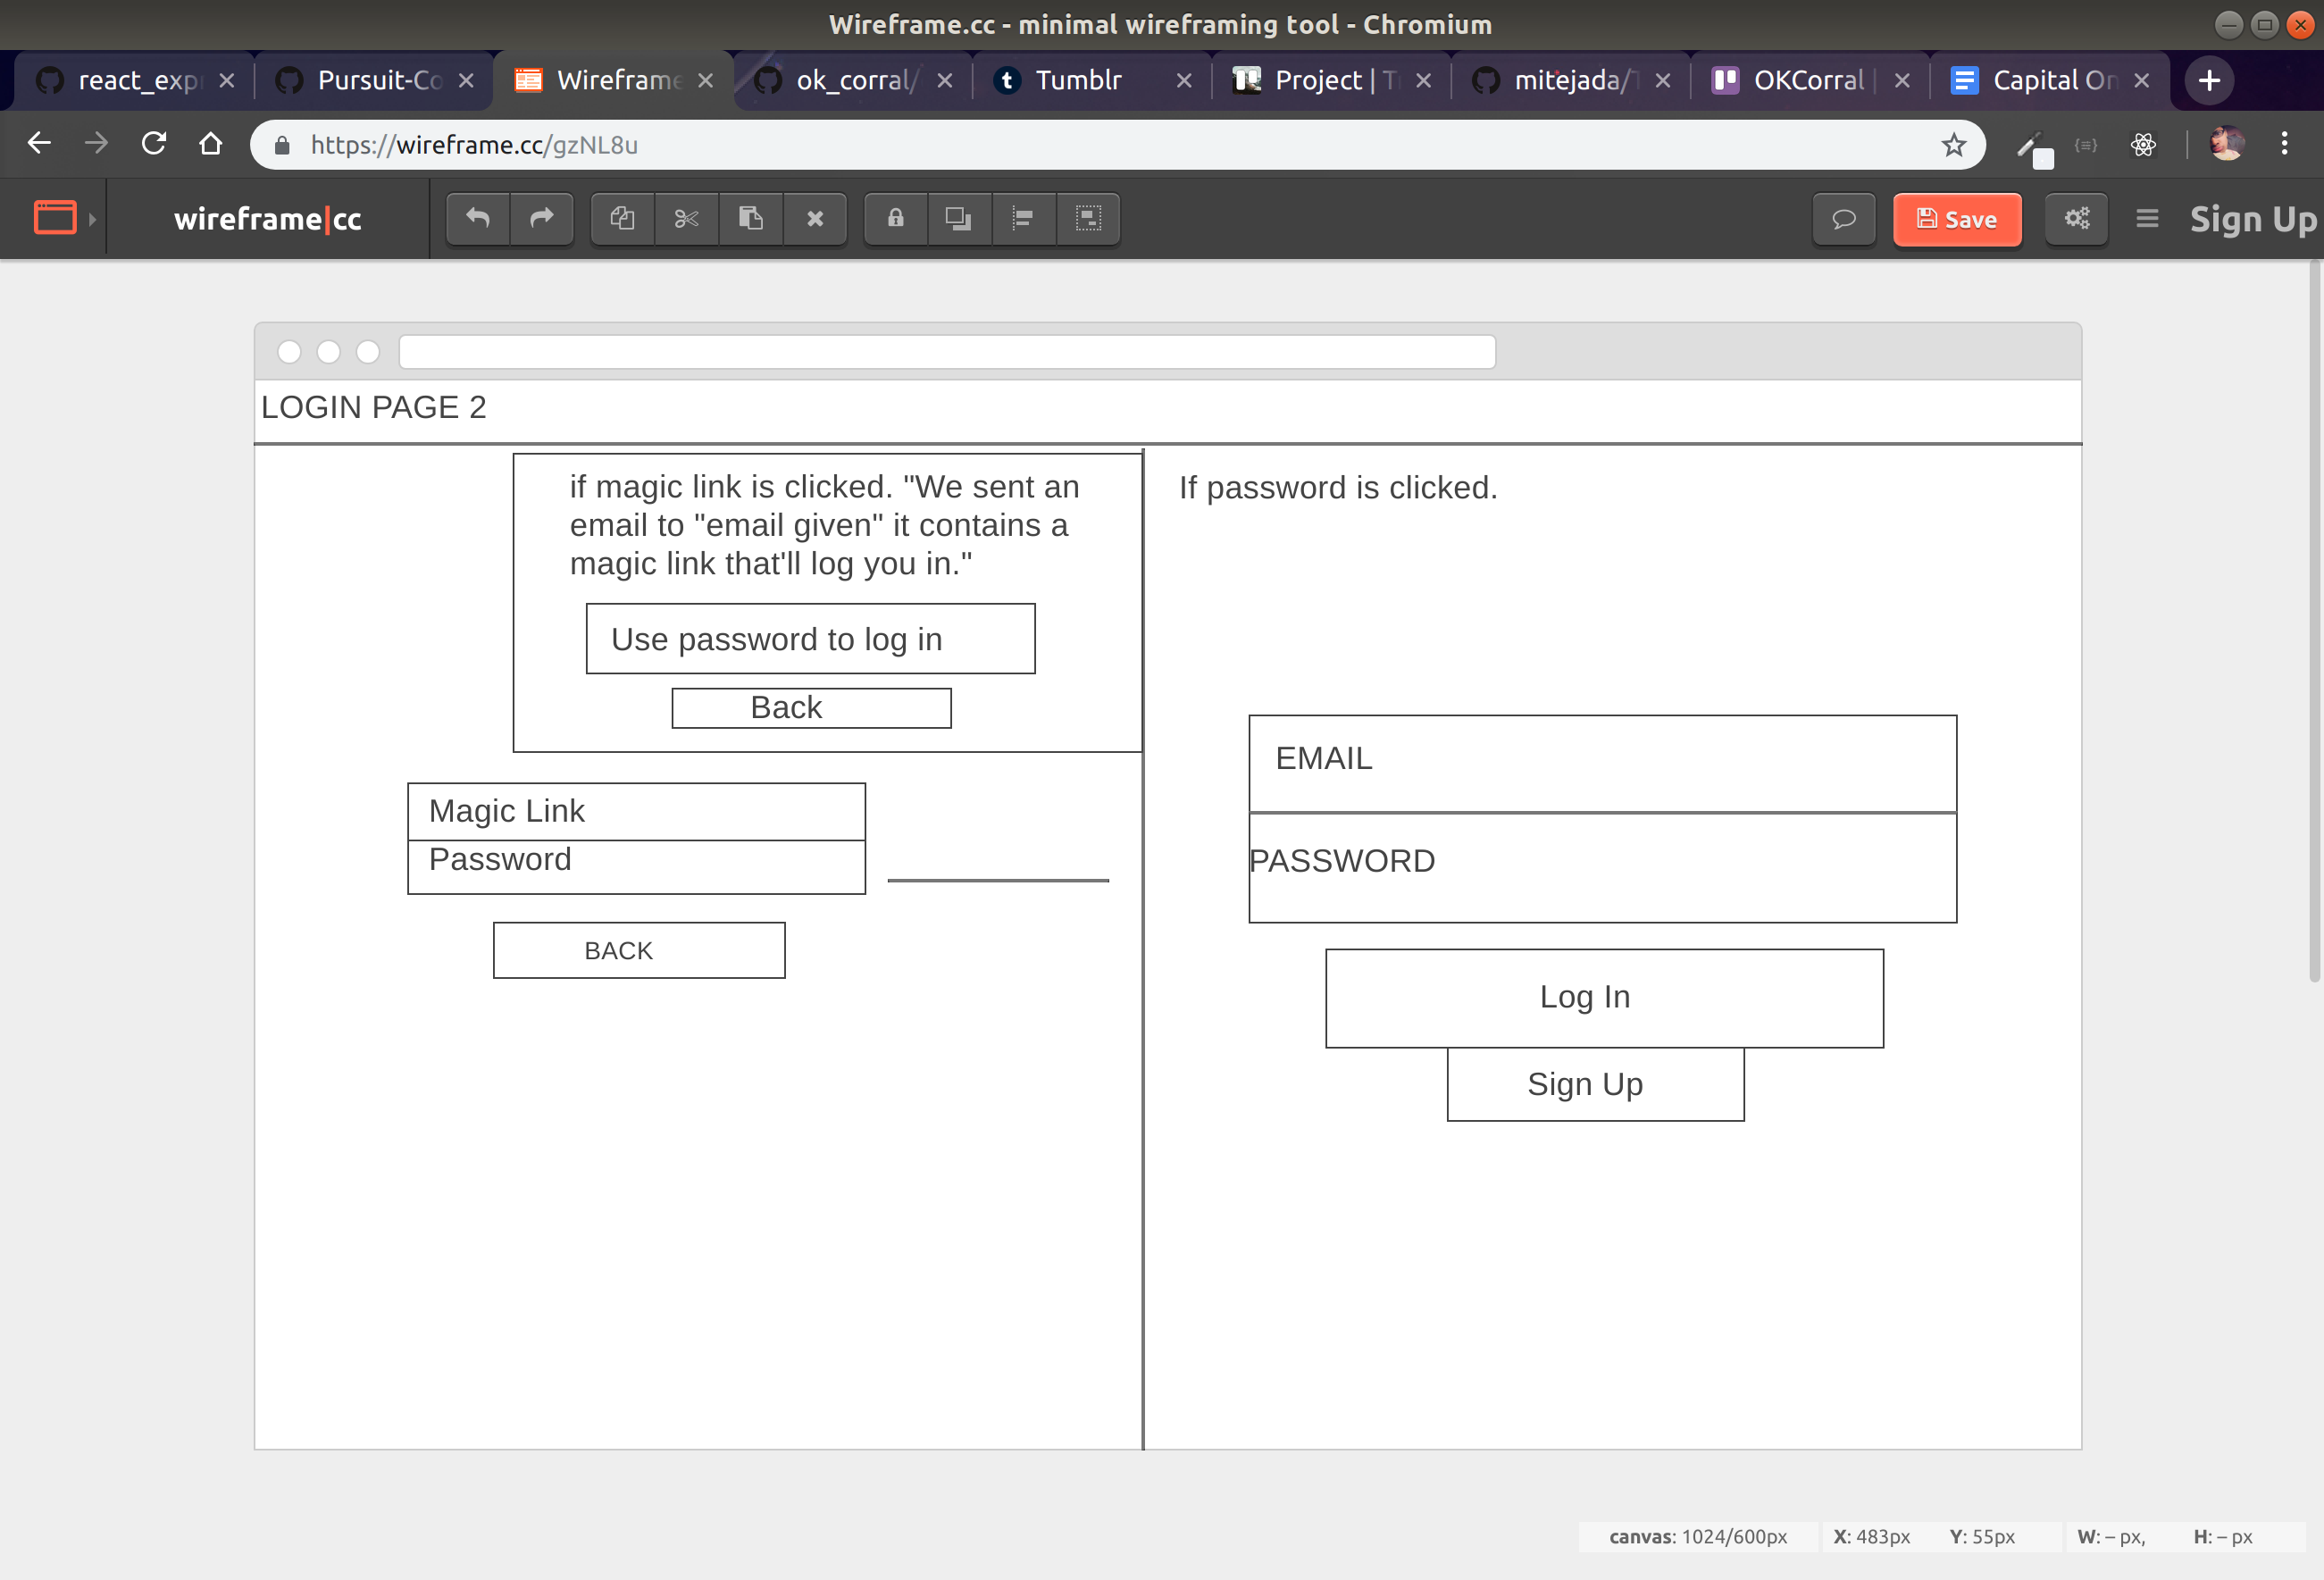 Wireframe.cc - minimal wireframing tool - Chromium
react_exp
Pursuit-Co
Wireframe
ok_corral/
Tumblr
Project | T
mitejada/
OKCorral |
Capital On
https://wireframe.cc/gzNL8u
wireframe|cc
Save
Sign Up
LOGIN PAGE 2
if magic link is clicked. "We sent an
email to "email given" it contains a
magic link that'll log you in."
Use password to log in
Back
Magic Link
Password
BACK
If password is clicked.
EMAIL
PASSWORD
Log In
Sign Up
canvas: 1024/600px X: 483px Y: 55px W: – px, H: – px